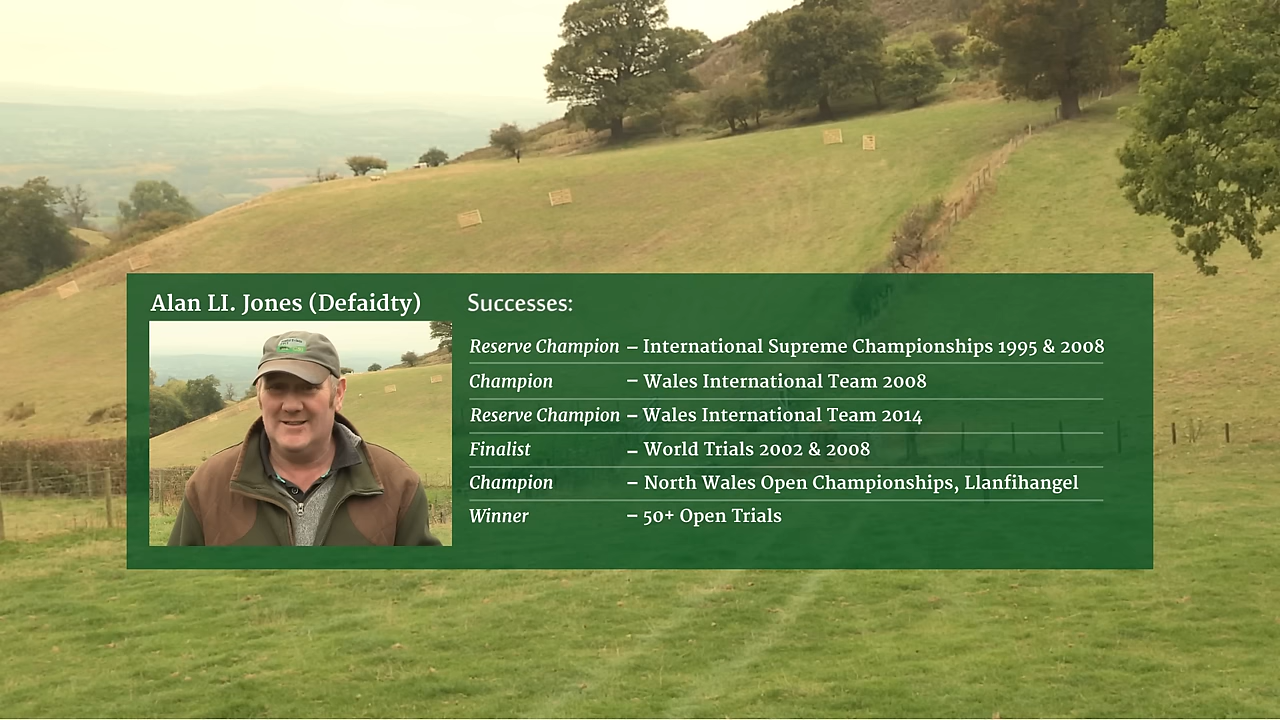 Alan LI. Jones (Defaidty)
Successes:
Reserve Champion – International Supreme Championships 1995 & 2008
Champion – Wales International Team 2008
Reserve Champion – Wales International Team 2014
Finalist – World Trials 2002 & 2008
Champion – North Wales Open Championships, Llanfihangel
Winner – 50+ Open Trials